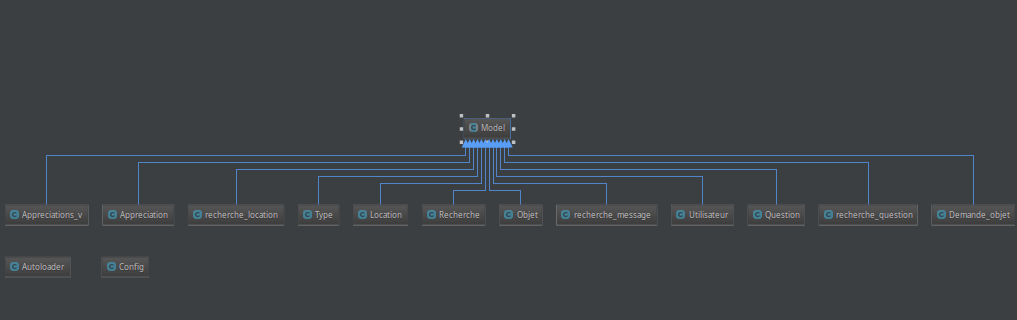 Model
Appreciations_v
Appreciation
recherche_location
Type
Location
Recherche
Objet
recherche_message
Utilisateur
Question
recherche_question
Demande_objet
Autoloader
Config